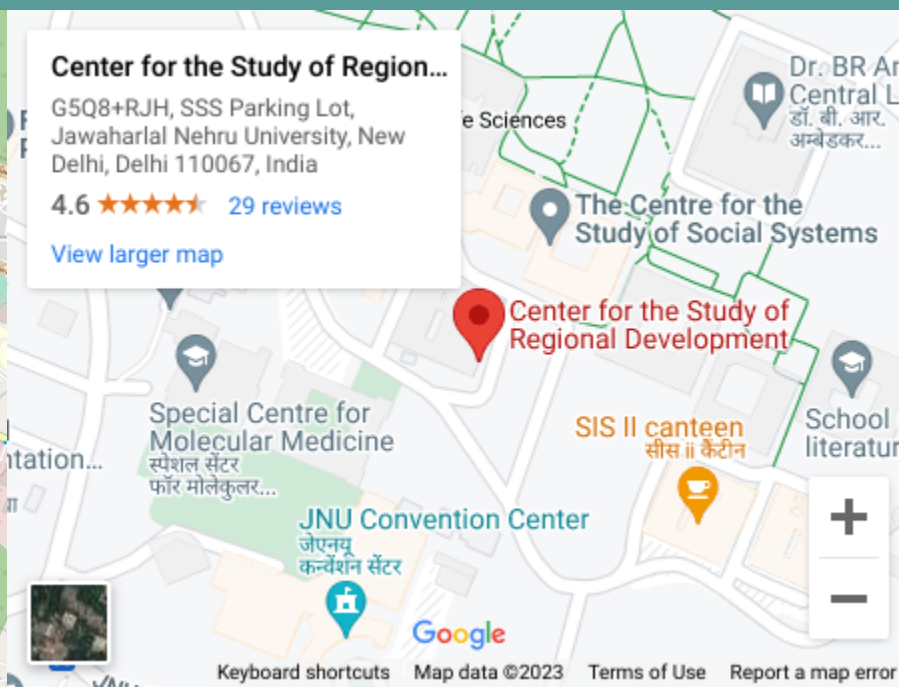 Center for the Study of Region...
G5Q8+RJH, SSS Parking Lot,
Jawaharlal Nehru University, New
Delhi, Delhi 110067, India
4.6 29 reviews
View larger map
e Sciences
Dr. BR Am
Central L
डॉ. बी. आर.
अम्बेडकर...
The Centre for the
Study of Social Systems
Center for the Study of
Regional Development
Special Centre for
Molecular Medicine
स्पेशल सेंटर
फॉर मोलेकुलर...
SIS II canteen
सीस ii कैंटीन
School
literatur
ntation...
JNU Convention Center
जेएनयू
कन्वेंशन सेंटर
Google
Keyboard shortcuts Map data ©2023 Terms of Use Report a map error